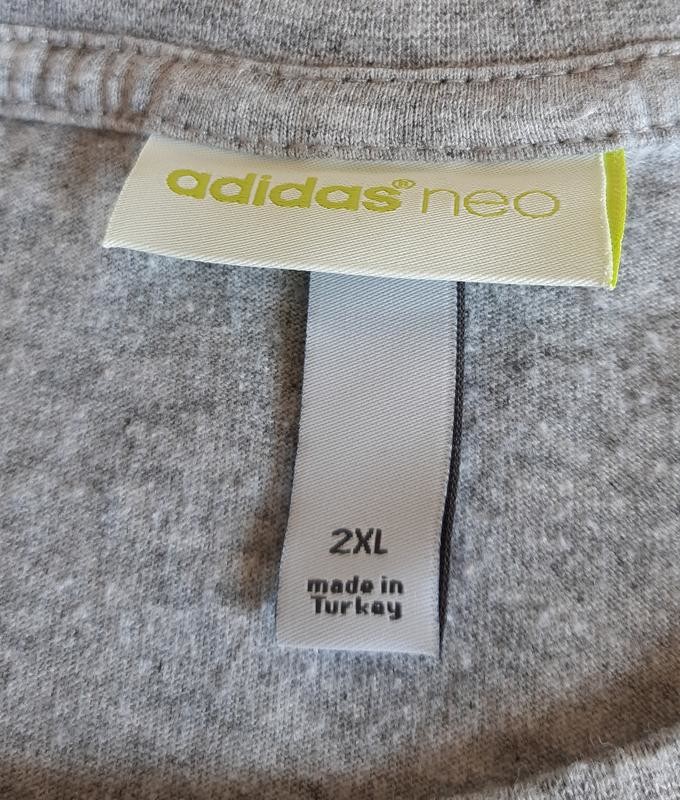 adidas® neo
2XL
made in
Turkey